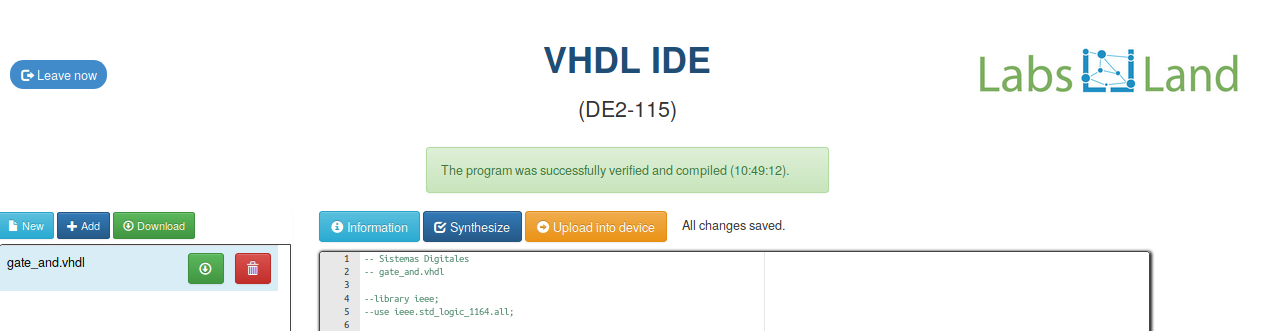 Leave now
VHDL IDE
(DE2-115)
Labs Land
The program was successfully verified and compiled (10:49:12).
New Add Download
Information Synthesize Upload into device All changes saved.
gate_and.vhdl
1 -- Sistemas Digitales
2 -- gate_and.vhdl
3
4 --library ieee;
5 --use ieee.std_logic_1164.all;
6